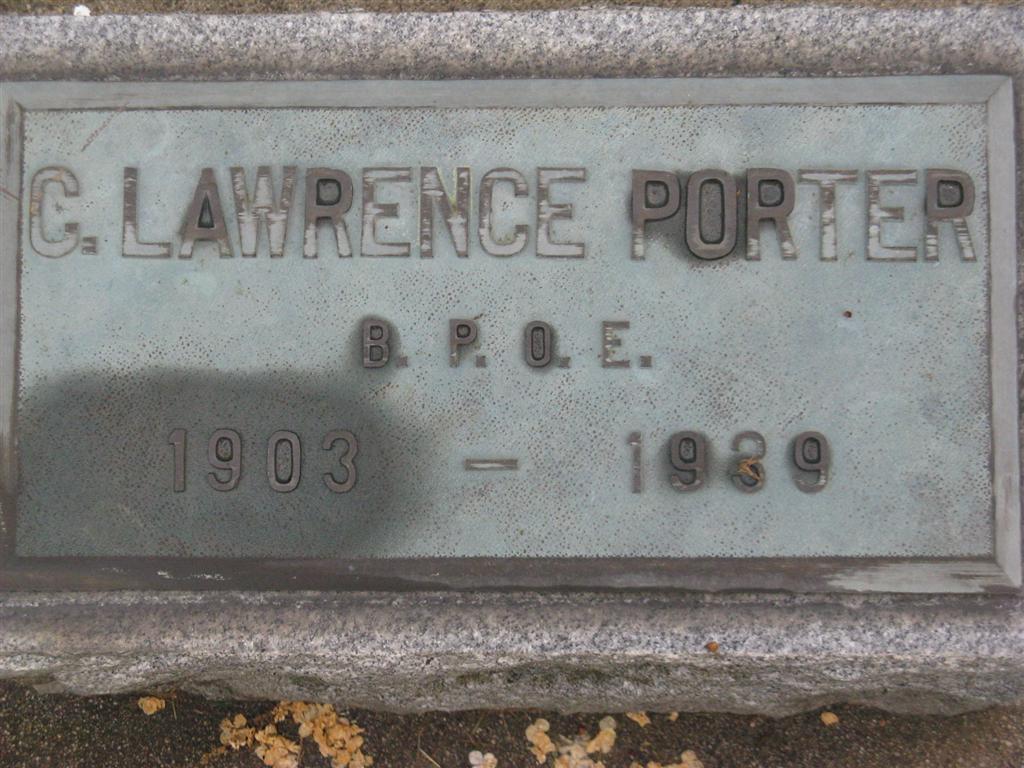 C. LAWRENCE PORTER
B. P. O. E.
1903 — 1939